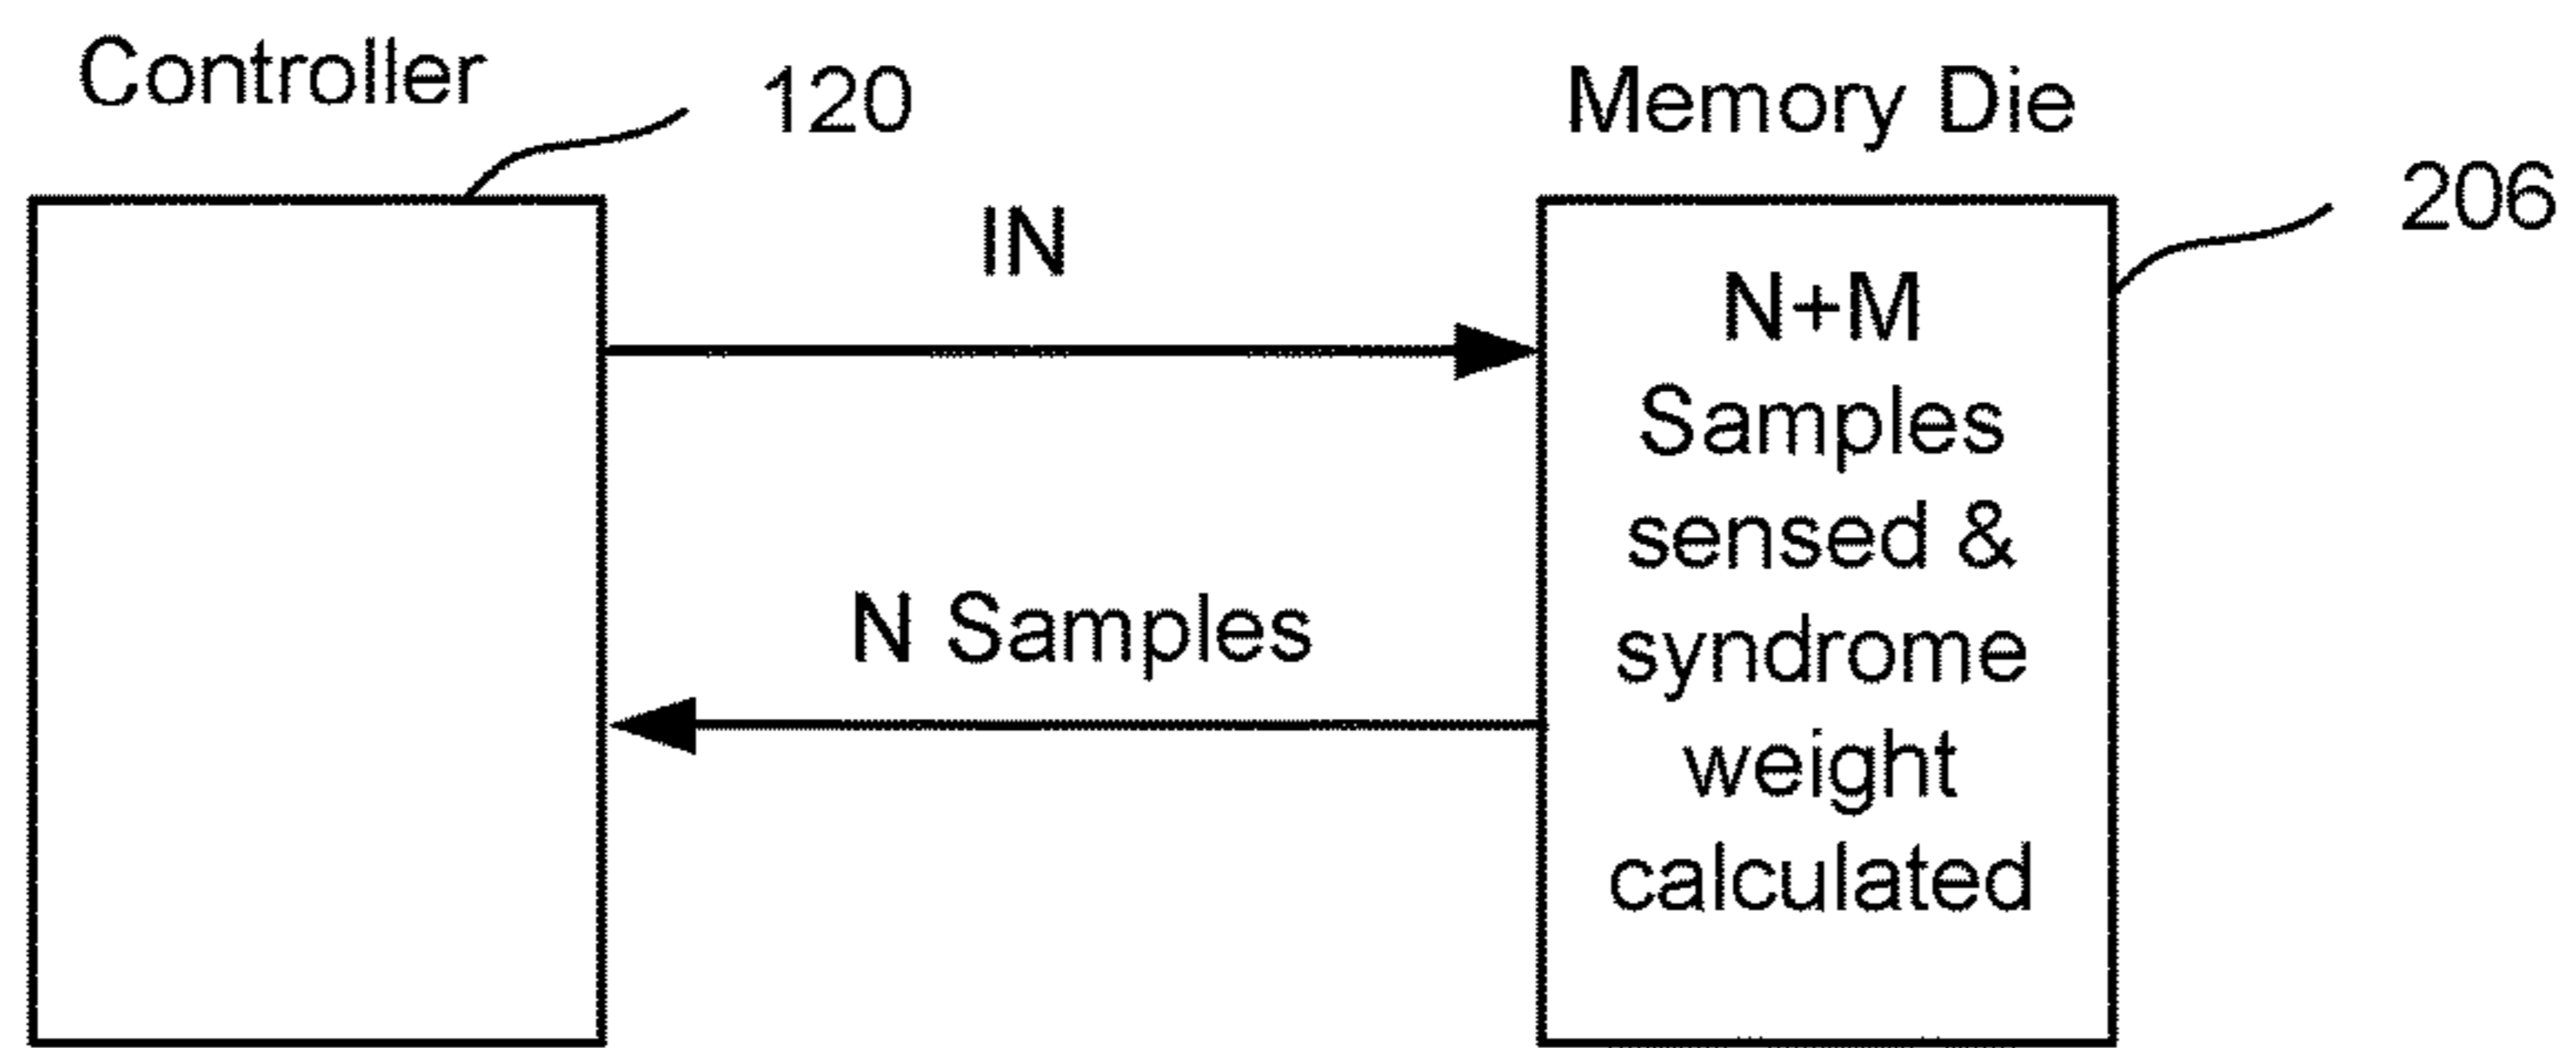 Controller
120
Memory Die
206
IN
N Samples
N+M
Samples
sensed &
syndrome
weight
calculated